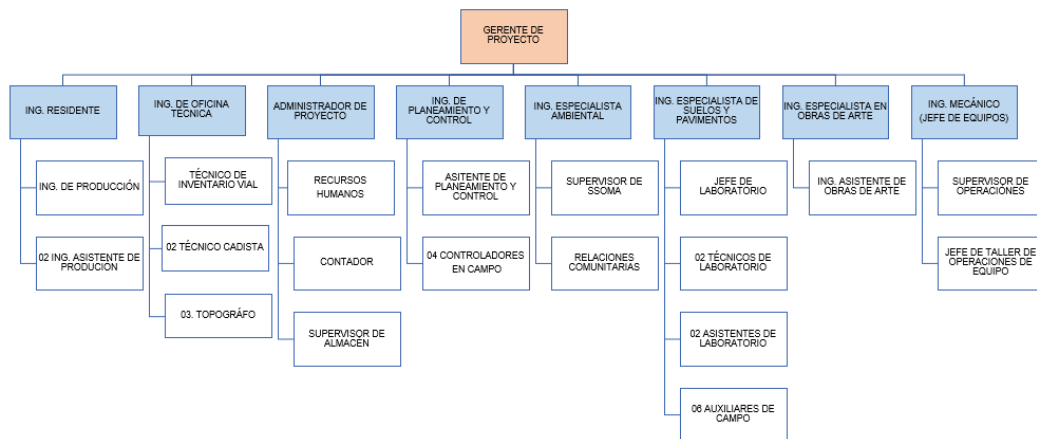 GERENTE DE
PROYECTO
ING. RESIDENTE
ING. DE OFICINA
TÉCNICA
ADMINISTRADOR DE
PROYECTO
ING. DE
PLANEAMIENTO Y
CONTROL
ING. ESPECIALISTA
AMBIENTAL
ING. ESPECIALISTA DE
SUELOS Y
PAVIMENTOS
ING. ESPECIALISTA EN
OBRAS DE ARTE
ING. MECÁNICO
(JEFE DE EQUIPOS)
ING. DE PRODUCCIÓN
02 ING. ASISTENTE DE
PRODUCION
TÉCNICO DE
INVENTARIO VIAL
02 TÉCNICO CADISTA
03. TOPOGRÁFO
RECURSOS
HUMANOS
CONTADOR
SUPERVISOR DE
ALMACÉN
ASITENTE DE
PLANEAMIENTO Y
CONTROL
04 CONTROLADORES
EN CAMPO
SUPERVISOR DE
SSOMA
RELACIONES
COMUNITARIAS
JEFE DE
LABORATORIO
02 TÉCNICOS DE
LABORATORIO
02 ASISTENTES DE
LABORATORIO
06 AUXILIARES DE
CAMPO
ING. ASISTENTE DE
OBRAS DE ARTE
SUPERVISOR DE
OPERACIONES
JEFE DE TALLER DE
OPERACIONES DE
EQUIPO